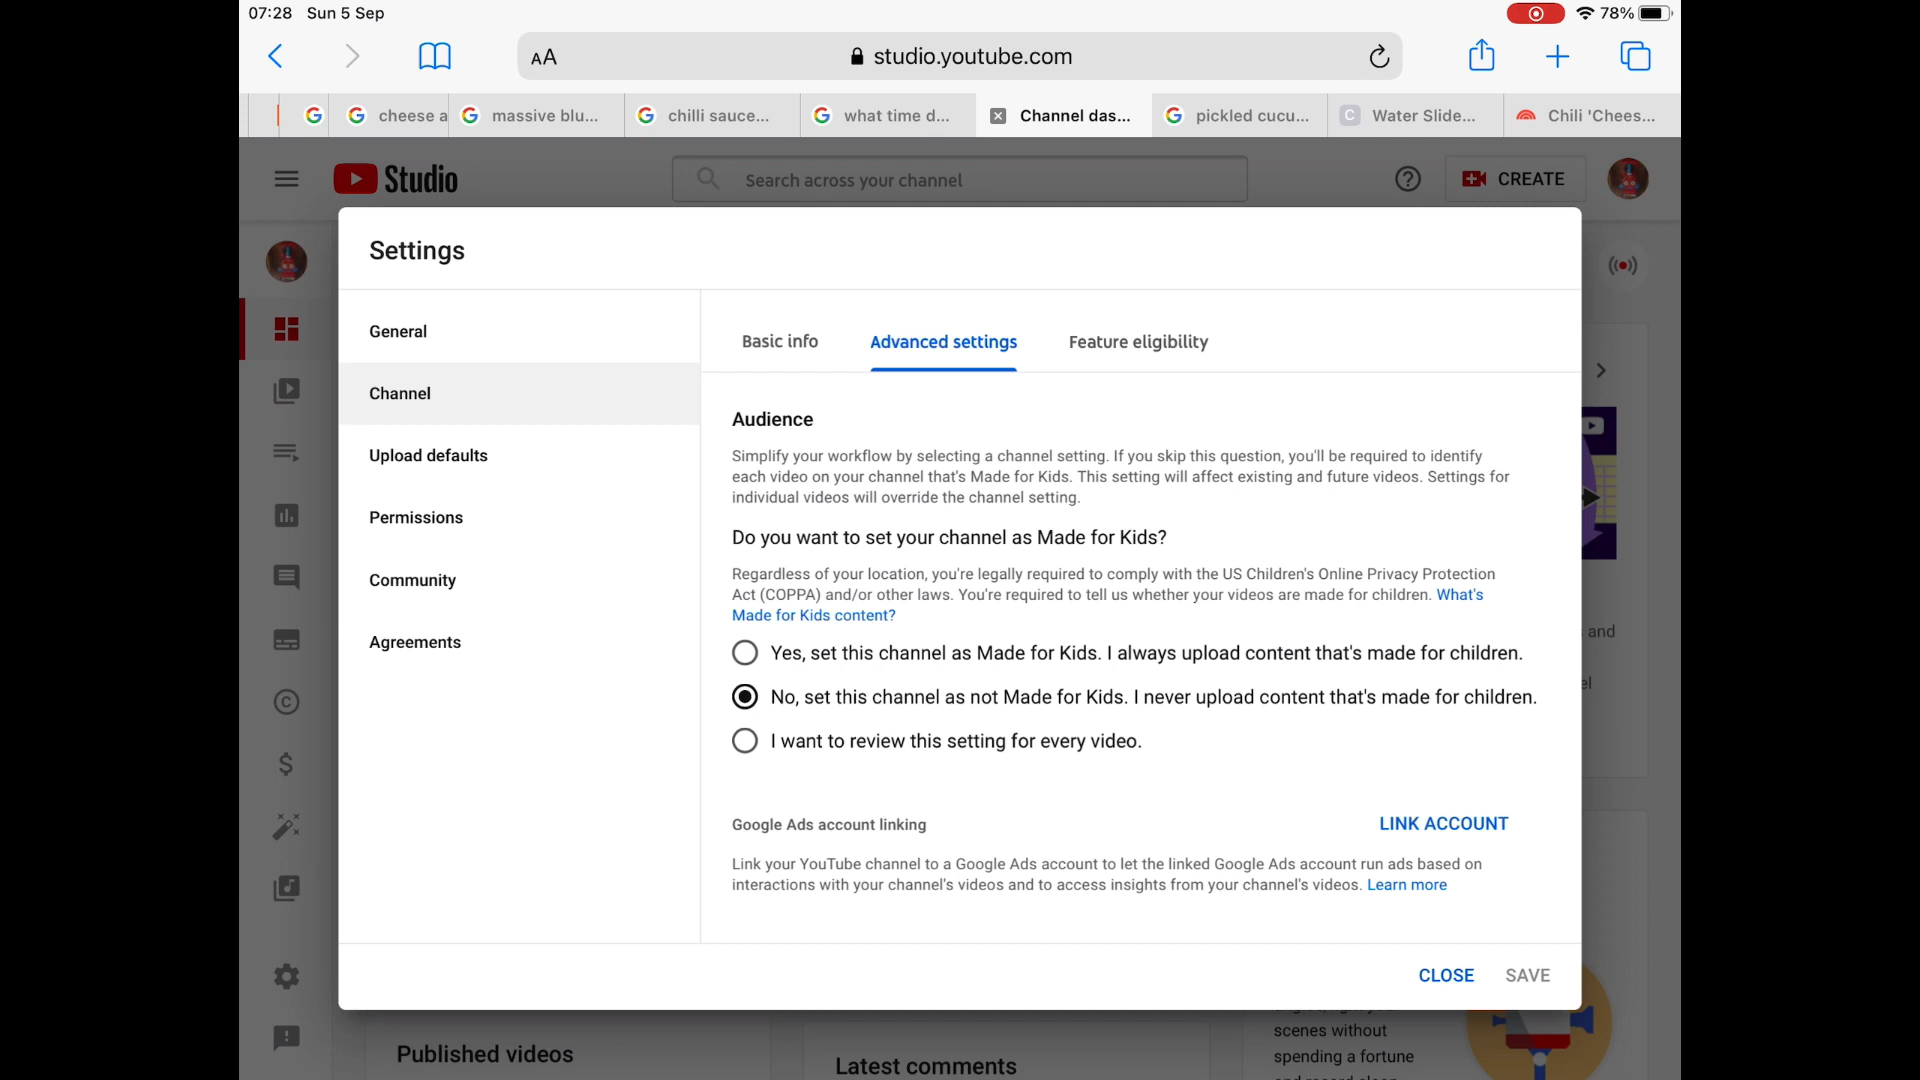 07:28 Sun 5 Sep
78%
AA
studio.youtube.com
cheese a
massive blu...
chilli sauce...
what time d...
Channel das...
pickled cucu...
C
Water Slide...
Chili 'Chees...
Studio
Search across your channel
CREATE
Settings
General
Channel
Upload defaults
Permissions
Community
Agreements
Basic info
Advanced settings
Feature eligibility
Audience
Simplify your workflow by selecting a channel setting. If you skip this question, you'll be required to identify
each video on your channel that's Made for Kids. This setting will affect existing and future videos. Settings for
individual videos will override the channel setting.
Do you want to set your channel as Made for Kids?
Regardless of your location, you're legally required to comply with the US Children's Online Privacy Protection
Act (COPPA) and/or other laws. You're required to tell us whether your videos are made for children. What's
Made for Kids content?
Yes, set this channel as Made for Kids. I always upload content that's made for children.
No, set this channel as not Made for Kids. I never upload content that's made for children.
I want to review this setting for every video.
Google Ads account linking
LINK ACCOUNT
Link your YouTube channel to a Google Ads account to let the linked Google Ads account run ads based on
interactions with your channel's videos and to access insights from your channel's videos. Learn more
CLOSE
SAVE
and
el
Published videos
Latest comments
scenes without
spending a fortune